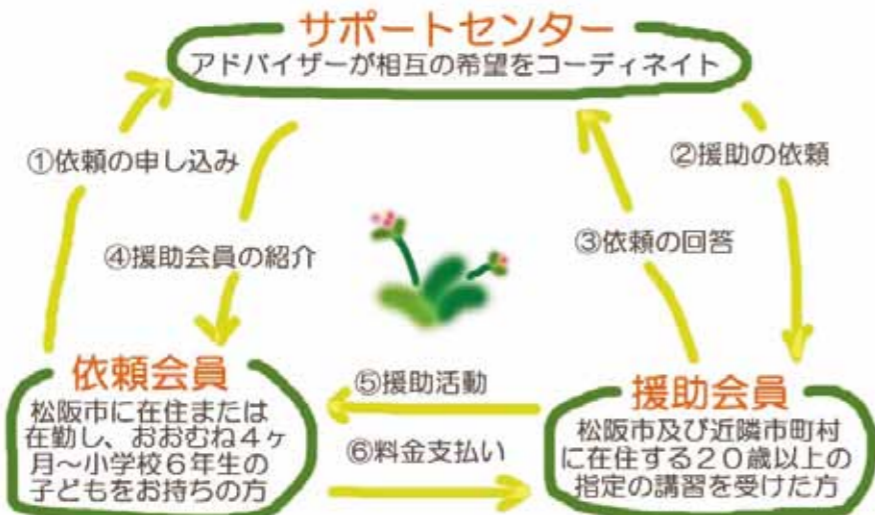 サポートセンター
アドバイザーが相互の希望をコーディネイト
①依頼の申し込み
②援助の依頼
③依頼の回答
④援助会員の紹介
依頼会員
松阪市に在住または
在勤し、おおむね4ヶ
月～小学校6年生の
子どもをお持ちの方
⑤援助活動
⑥料金支払い
援助会員
松阪市及び近隣市町村
に在住する20歳以上の
指定の講習を受けた方